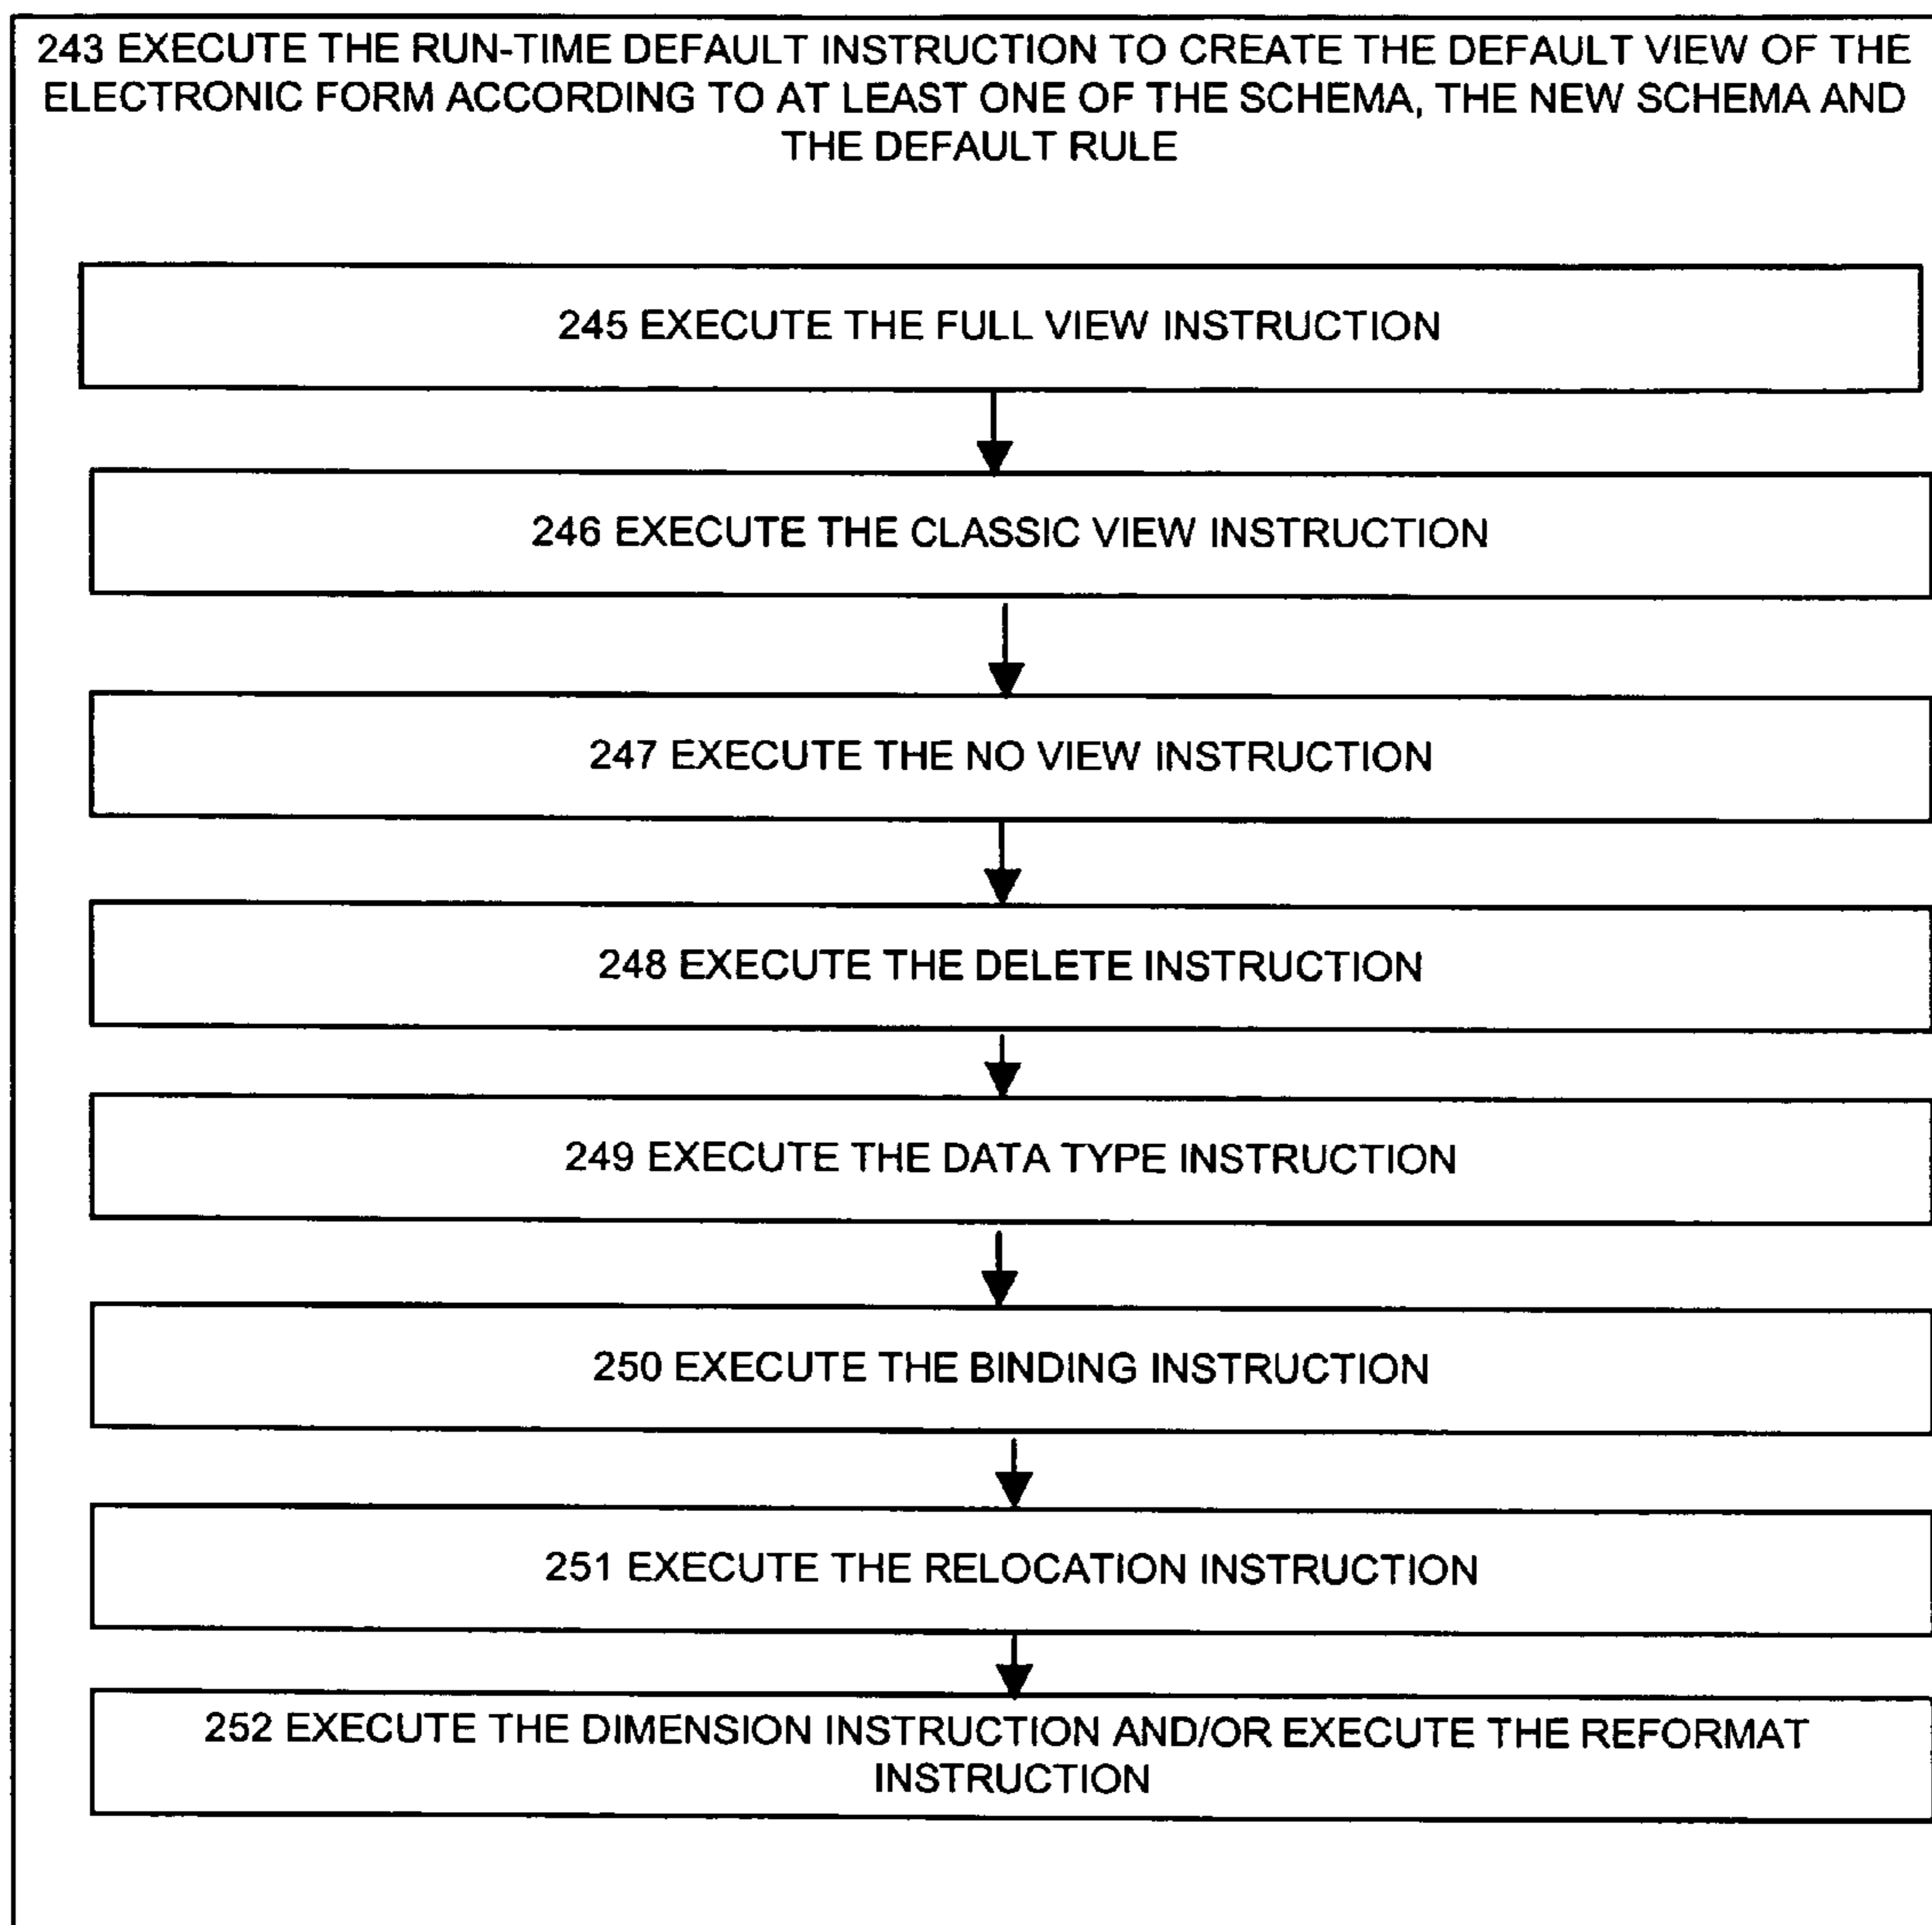 243 EXECUTE THE RUN-TIME DEFAULT INSTRUCTION TO CREATE THE DEFAULT VIEW OF THE
ELECTRONIC FORM ACCORDING TO AT LEAST ONE OF THE SCHEMA, THE NEW SCHEMA AND
THE DEFAULT RULE
245 EXECUTE THE FULL VIEW INSTRUCTION
246 EXECUTE THE CLASSIC VIEW INSTRUCTION
247 EXECUTE THE NO VIEW INSTRUCTION
248 EXECUTE THE DELETE INSTRUCTION
249 EXECUTE THE DATA TYPE INSTRUCTION
250 EXECUTE THE BINDING INSTRUCTION
251 EXECUTE THE RELOCATION INSTRUCTION
252 EXECUTE THE DIMENSION INSTRUCTION AND/OR EXECUTE THE REFORMAT
INSTRUCTION